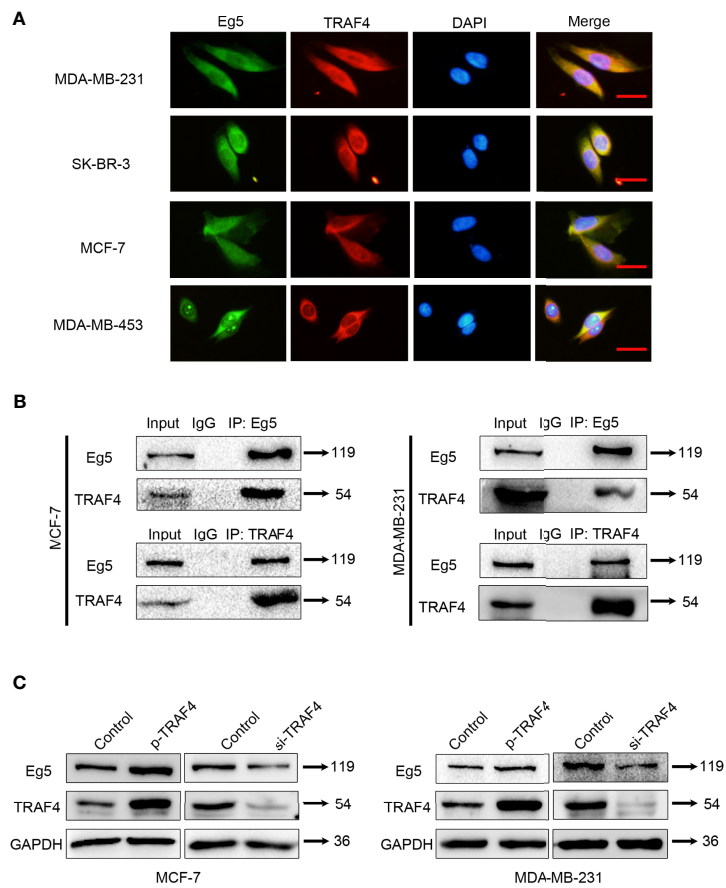 A
Eg5 TRAF4 DAPI Merge
MDA-MB-231
SK-BR-3
MCF-7
MDA-MB-453
B
MCF-7
Input IgG IP: Eg5
Eg5 119
TRAF4 54
Input IgG IP: TRAF4
Eg5 119
TRAF4 54
MDA-MB-231
Input IgG IP: Eg5
Eg5 119
TRAF4 54
Input IgG IP: TRAF4
Eg5 119
TRAF4 54
C
Control p-TRAF4 Control si-TRAF4
Eg5 119
TRAF4 54
GAPDH 36
MCF-7
Control p-TRAF4 Control si-TRAF4
Eg5 119
TRAF4 54
GAPDH 36
MDA-MB-231